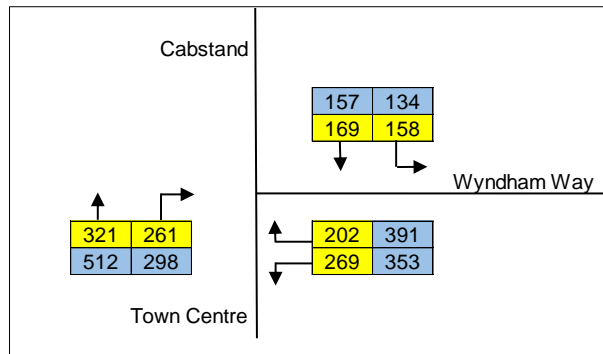 Cabstand
157 134
169 158
Wyndham Way
321 261
512 298
202 391
269 353
Town Centre